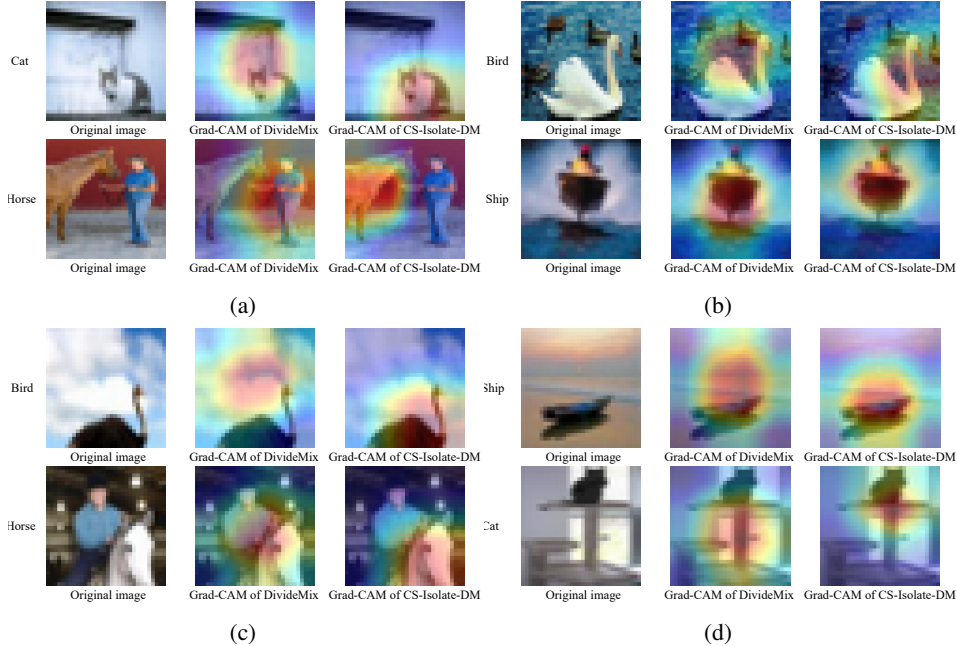 Cat
Original image Grad-CAM of DivideMix Grad-CAM of CS-Isolate-DM
Horse
Original image Grad-CAM of DivideMix Grad-CAM of CS-Isolate-DM
(a)
Bird
Original image Grad-CAM of DivideMix Grad-CAM of CS-Isolate-DM
Ship
Original image Grad-CAM of DivideMix Grad-CAM of CS-Isolate-DM
(b)
Bird
Original image Grad-CAM of DivideMix Grad-CAM of CS-Isolate-DM
Horse
Original image Grad-CAM of DivideMix Grad-CAM of CS-Isolate-DM
(c)
Ship
Original image Grad-CAM of DivideMix Grad-CAM of CS-Isolate-DM
Cat
Original image Grad-CAM of DivideMix Grad-CAM of CS-Isolate-DM
(d)